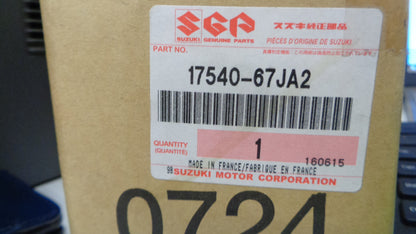 SGP スズキ純正部品
SUZUKI GENUINE PARTS PIÈCES D'ORIGINE DE SUZUKI
PART NO.
17540-67JA2
QUANTITY
(QUANTITÉ)
1
160615
MADE IN FRANCE/FABRIQUE EN FRANCE
98 SUZUKI MOTOR CORPORATION
0724